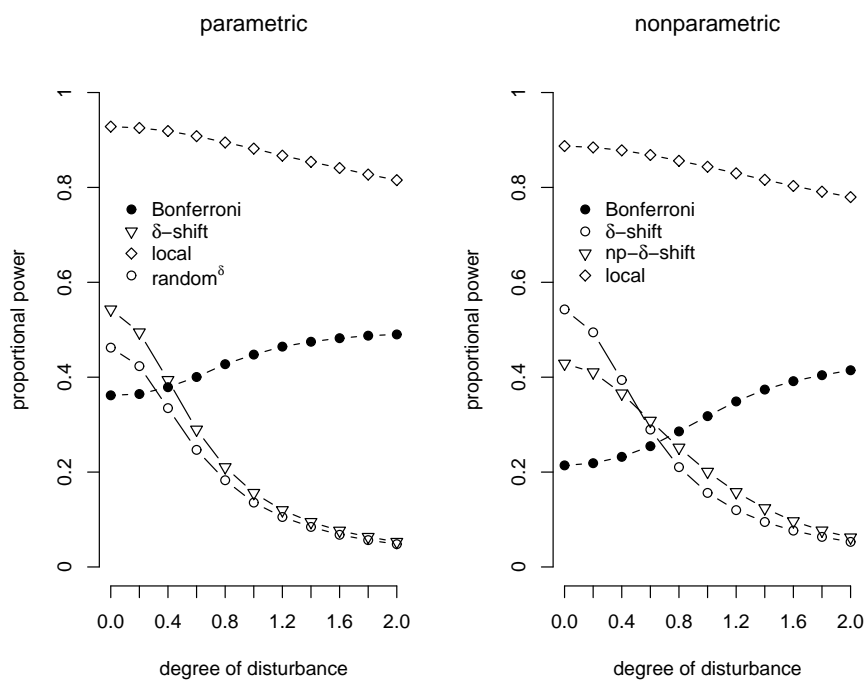 parametric
proportional power
1
0.8
0.6
0.4
0.2
0
Bonferroni
δ−shift
local
random^δ
0.0 0.4 0.8 1.2 1.6 2.0
degree of disturbance
nonparametric
proportional power
1
0.8
0.6
0.4
0.2
0
Bonferroni
δ−shift
np−δ−shift
local
0.0 0.4 0.8 1.2 1.6 2.0
degree of disturbance